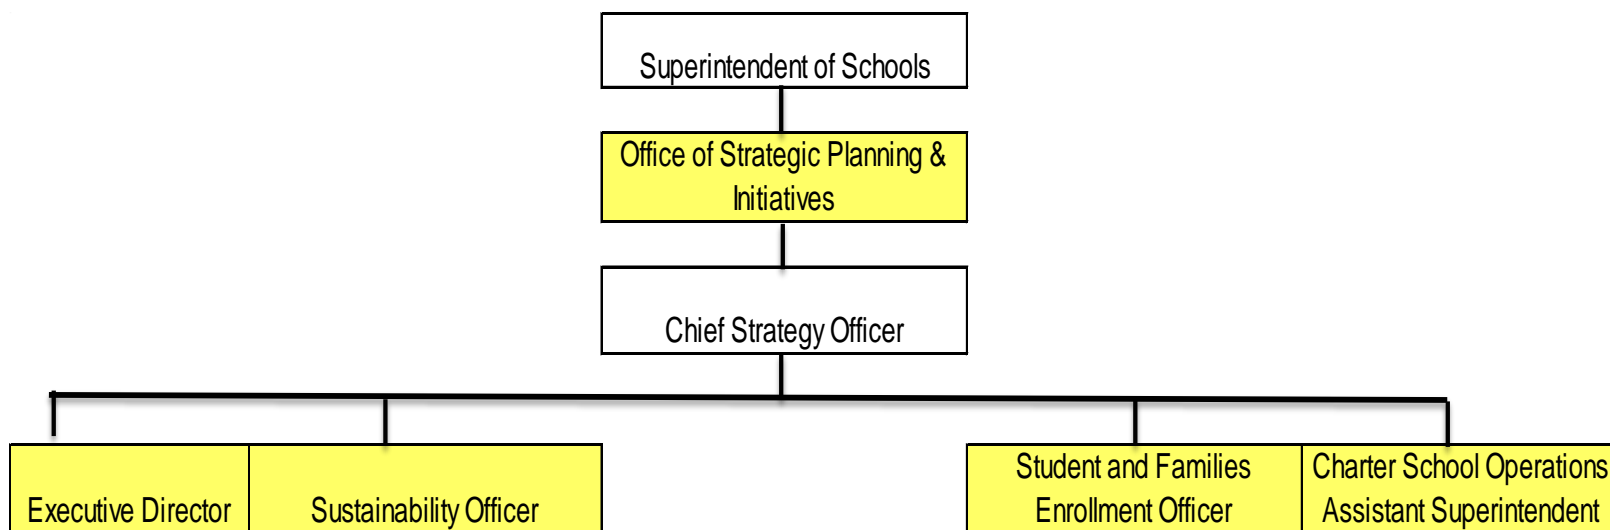 Superintendent of Schools
Office of Strategic Planning &
Initiatives
Chief Strategy Officer
Executive Director
Sustainability Officer
Student and Families
Enrollment Officer
Charter School Operations
Assistant Superintendent